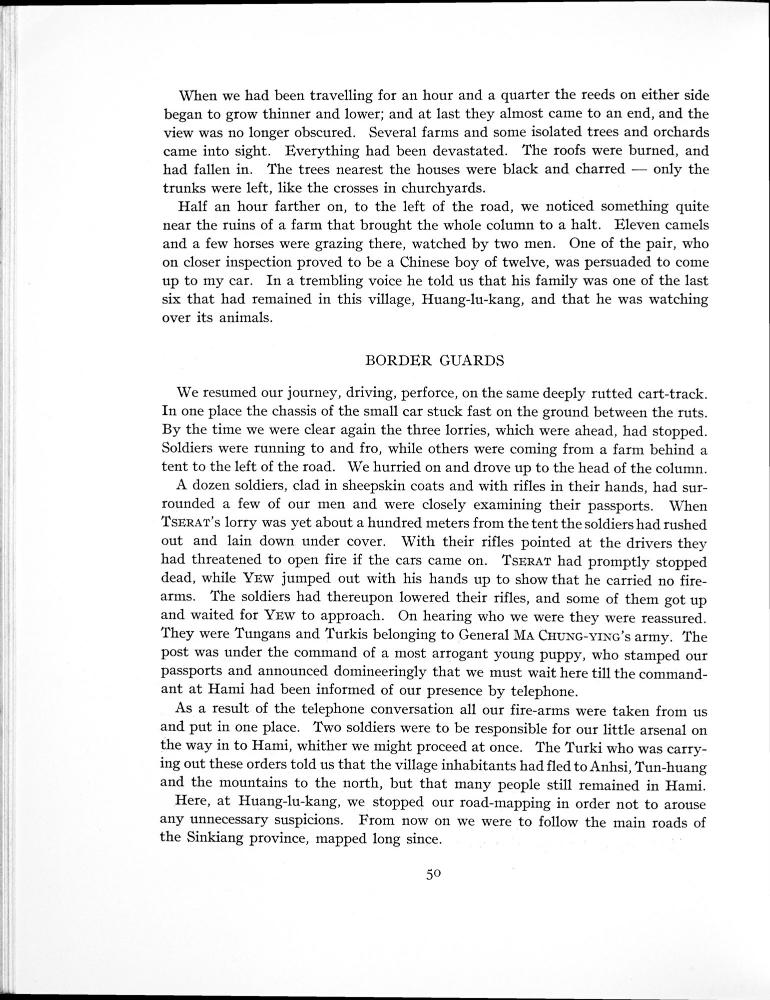 When we had been travelling for an hour and a quarter the reeds on either side
began to grow thinner and lower; and at last they almost came to an end, and the
view was no longer obscured. Several farms and some isolated trees and orchards
came into sight. Everything had been devastated. The roofs were burned, and
had fallen in. The trees nearest the houses were black and charred — only the
trunks were left, like the crosses in churchyards.
Half an hour farther on, to the left of the road, we noticed something quite
near the ruins of a farm that brought the whole column to a halt. Eleven camels
and a few horses were grazing there, watched by two men. One of the pair, who
on closer inspection proved to be a Chinese boy of twelve, was persuaded to come
up to my car. In a trembling voice he told us that his family was one of the last
six that had remained in this village, Huang-lu-kang, and that he was watching
over its animals.
BORDER GUARDS
We resumed our journey, driving, perforce, on the same deeply rutted cart-track.
In one place the chassis of the small car stuck fast on the ground between the ruts.
By the time we were clear again the three lorries, which were ahead, had stopped.
Soldiers were running to and fro, while others were coming from a farm behind a
tent to the left of the road. We hurried on and drove up to the head of the column.
A dozen soldiers, clad in sheepskin coats and with rifles in their hands, had sur-
rounded a few of our men and were closely examining their passports. When
TSERAT's lorry was yet about a hundred meters from the tent the soldiers had rushed
out and lain down under cover. With their rifles pointed at the drivers they
had threatened to open fire if the cars came on. TSERAT had promptly stopped
dead, while YEW jumped out with his hands up to show that he carried no fire-
arms. The soldiers had thereupon lowered their rifles, and some of them got up
and waited for YEW to approach. On hearing who we were they were reassured.
They were Tungans and Turkis belonging to General MA CHUNG-YING's army. The
post was under the command of a most arrogant young puppy, who stamped our
passports and announced domineeringly that we must wait here till the command-
ant at Hami had been informed of our presence by telephone.
As a result of the telephone conversation all our fire-arms were taken from us
and put in one place. Two soldiers were to be responsible for our little arsenal on
the way in to Hami, whither we might proceed at once. The Turki who was carry-
ing out these orders told us that the village inhabitants had fled to Anhsi, Tun-huang
and the mountains to the north, but that many people still remained in Hami.
Here, at Huang-lu-kang, we stopped our road-mapping in order not to arouse
any unnecessary suspicions. From now on we were to follow the main roads of
the Sinkiang province, mapped long since.
50